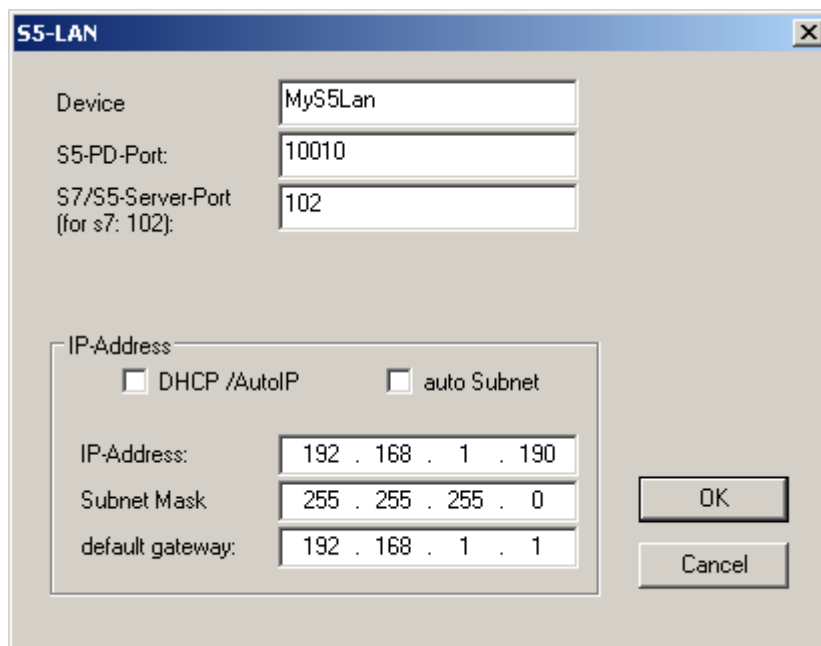 S5-LAN
Device MyS5Lan
S5-PD-Port: 10010
S7/S5-Server-Port 102
(for s7: 102):
IP-Address
DHCP /AutoIP auto Subnet
IP-Address: 192 . 168 . 1 . 190
Subnet Mask 255 . 255 . 255 . 0
default gateway: 192 . 168 . 1 . 1
OK
Cancel